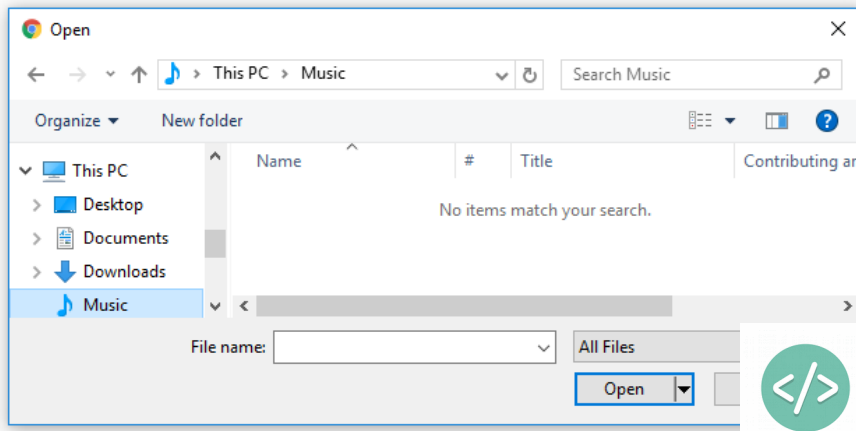 Open
This PC > Music
Search Music
Organize
New folder
?
This PC
Desktop
Documents
Downloads
Music
Name
#
Title
Contributing ar
No items match your search.
File name:
All Files
Open
</>